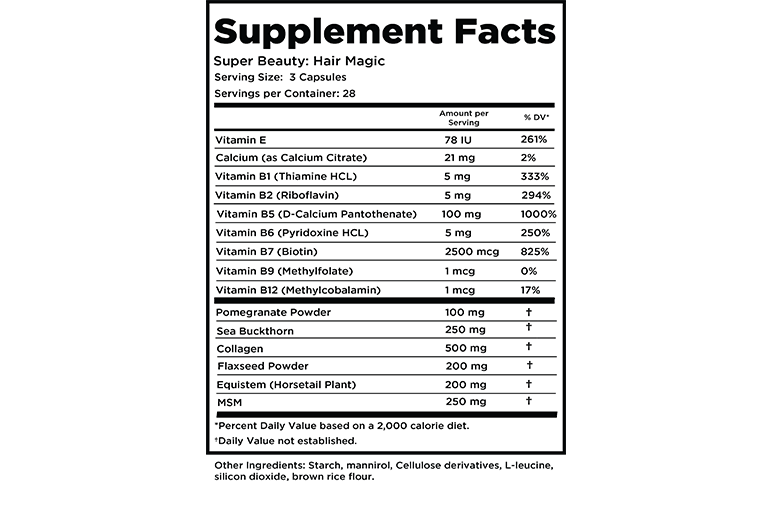 Supplement Facts
Super Beauty: Hair Magic
Serving Size: 3 Capsules
Servings per Container: 28
Amount per Serving % DV*
Vitamin E 78 IU 261%
Calcium (as Calcium Citrate) 21 mg 2%
Vitamin B1 (Thiamine HCL) 5 mg 333%
Vitamin B2 (Riboflavin) 5 mg 294%
Vitamin B5 (D-Calcium Pantothenate) 100 mg 1000%
Vitamin B6 (Pyridoxine HCL) 5 mg 250%
Vitamin B7 (Biotin) 2500 mcg 825%
Vitamin B9 (Methylfolate) 1 mcg 0%
Vitamin B12 (Methylcobalamin) 1 mcg 17%
Pomegranate Powder 100 mg †
Sea Buckthorn 250 mg †
Collagen 500 mg †
Flaxseed Powder 200 mg †
Equistem (Horsetail Plant) 200 mg †
MSM 250 mg †
*Percent Daily Value based on a 2,000 calorie diet.
†Daily Value not established.
Other Ingredients: Starch, mannirol, Cellulose derivatives, L-leucine,
silicon dioxide, brown rice flour.